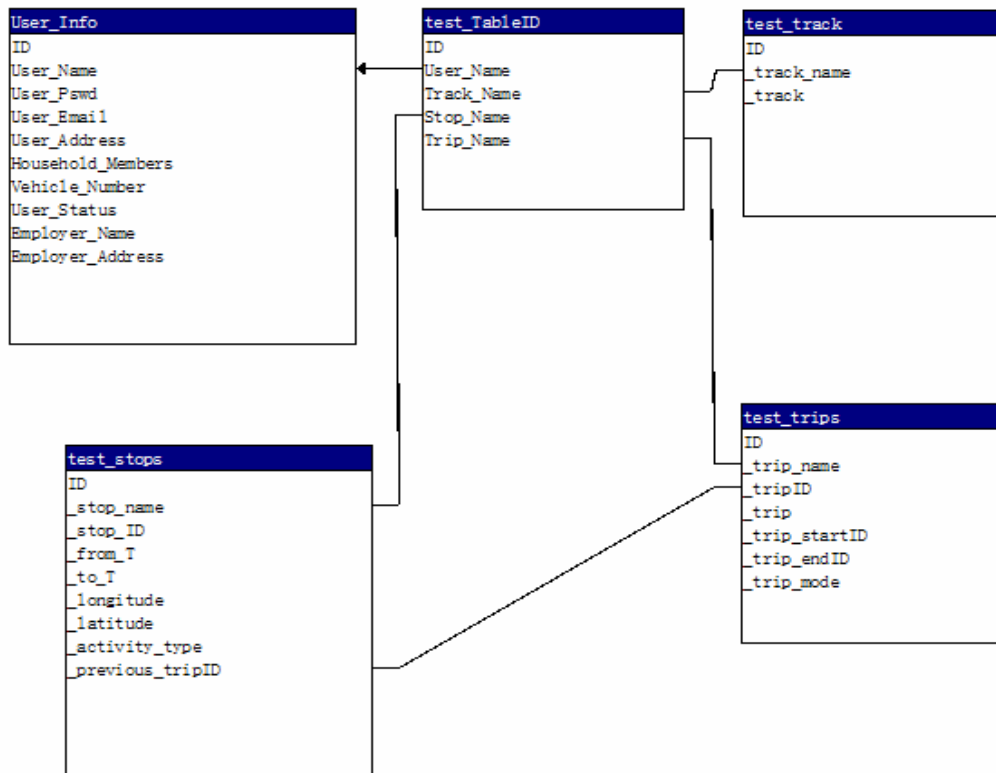 User_Info
ID
User_Name
User_Pswd
User_Email
User_Address
Household_Members
Vehicle_Number
User_Status
Employer_Name
Employer_Address
test_TableID
ID
User_Name
Track_Name
Stop_Name
Trip_Name
test_track
ID
_track_name
_track
test_stops
ID
_stop_name
_stop_ID
_from_T
_to_T
_longitude
_latitude
_activity_type
_previous_tripID
test_trips
ID
_trip_name
_tripID
_trip
_trip_startID
_trip_endID
_trip_mode